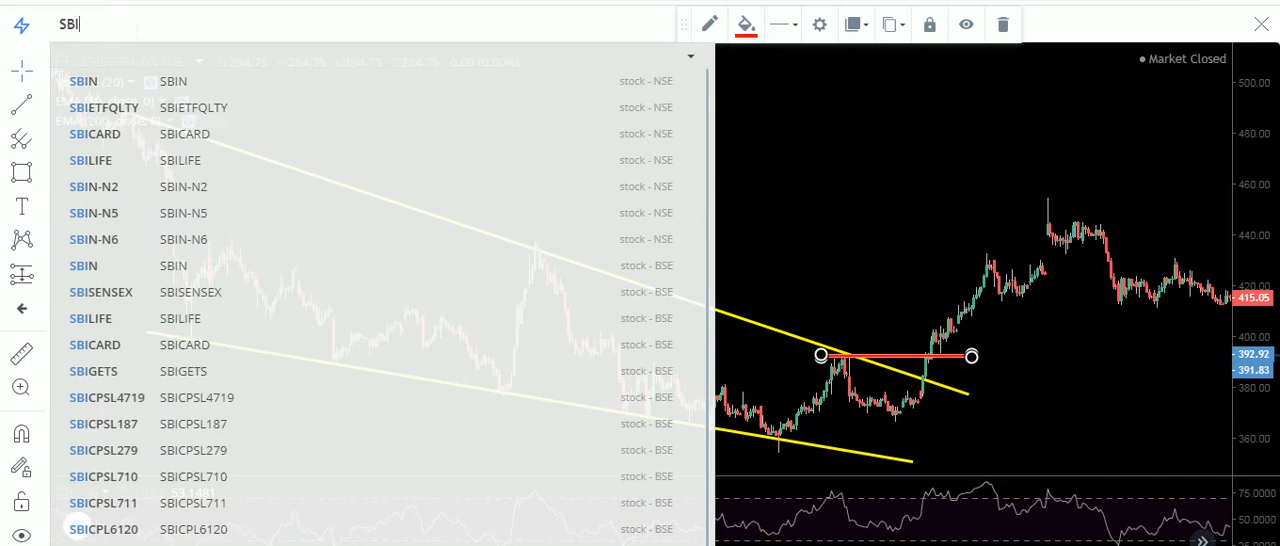 SBI
Market Closed
SBIN SBIN stock - NSE
SBIETFQLTY SBIETFQLTY stock - NSE
SBICARD SBICARD stock - NSE
SBILIFE SBILIFE stock - NSE
SBIN-N2 SBIN-N2 stock - NSE
SBIN-N5 SBIN-N5 stock - NSE
SBIN-N6 SBIN-N6 stock - NSE
SBIN SBIN stock - BSE
SBISENSEX SBISENSEX stock - BSE
SBILIFE SBILIFE stock - BSE
SBICARD SBICARD stock - BSE
SBIGETS SBIGETS stock - BSE
SBICPSL4719 SBICPSL4719 stock - BSE
SBICPSL187 SBICPSL187 stock - BSE
SBICPSL279 SBICPSL279 stock - BSE
SBICPSL710 SBICPSL710 stock - BSE
SBICPSL711 SBICPSL711 stock - BSE
SBICPL6120 SBICPL6120 stock - BSE
500.00
480.00
460.00
440.00
420.00
415.05
400.00
392.92
391.83
380.00
360.00
75.0000
50.0000